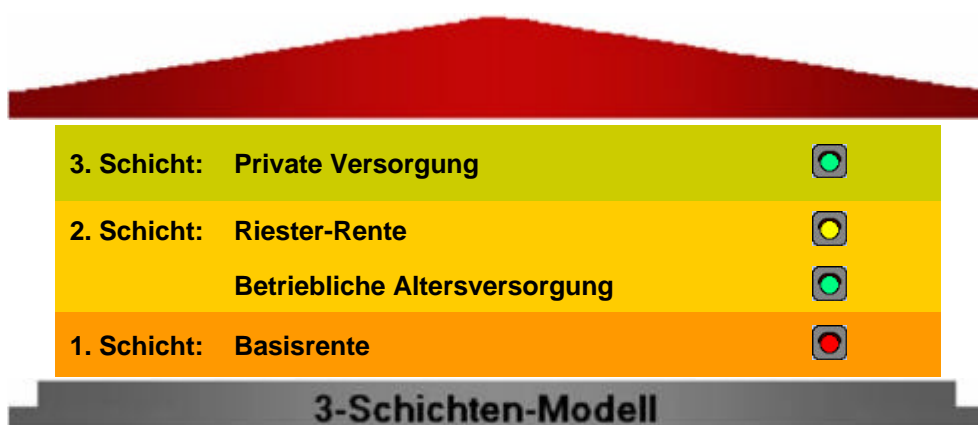 3. Schicht: Private Versorgung
2. Schicht: Riester-Rente
Betriebliche Altersversorgung
1. Schicht: Basisrente
3-Schichten-Modell